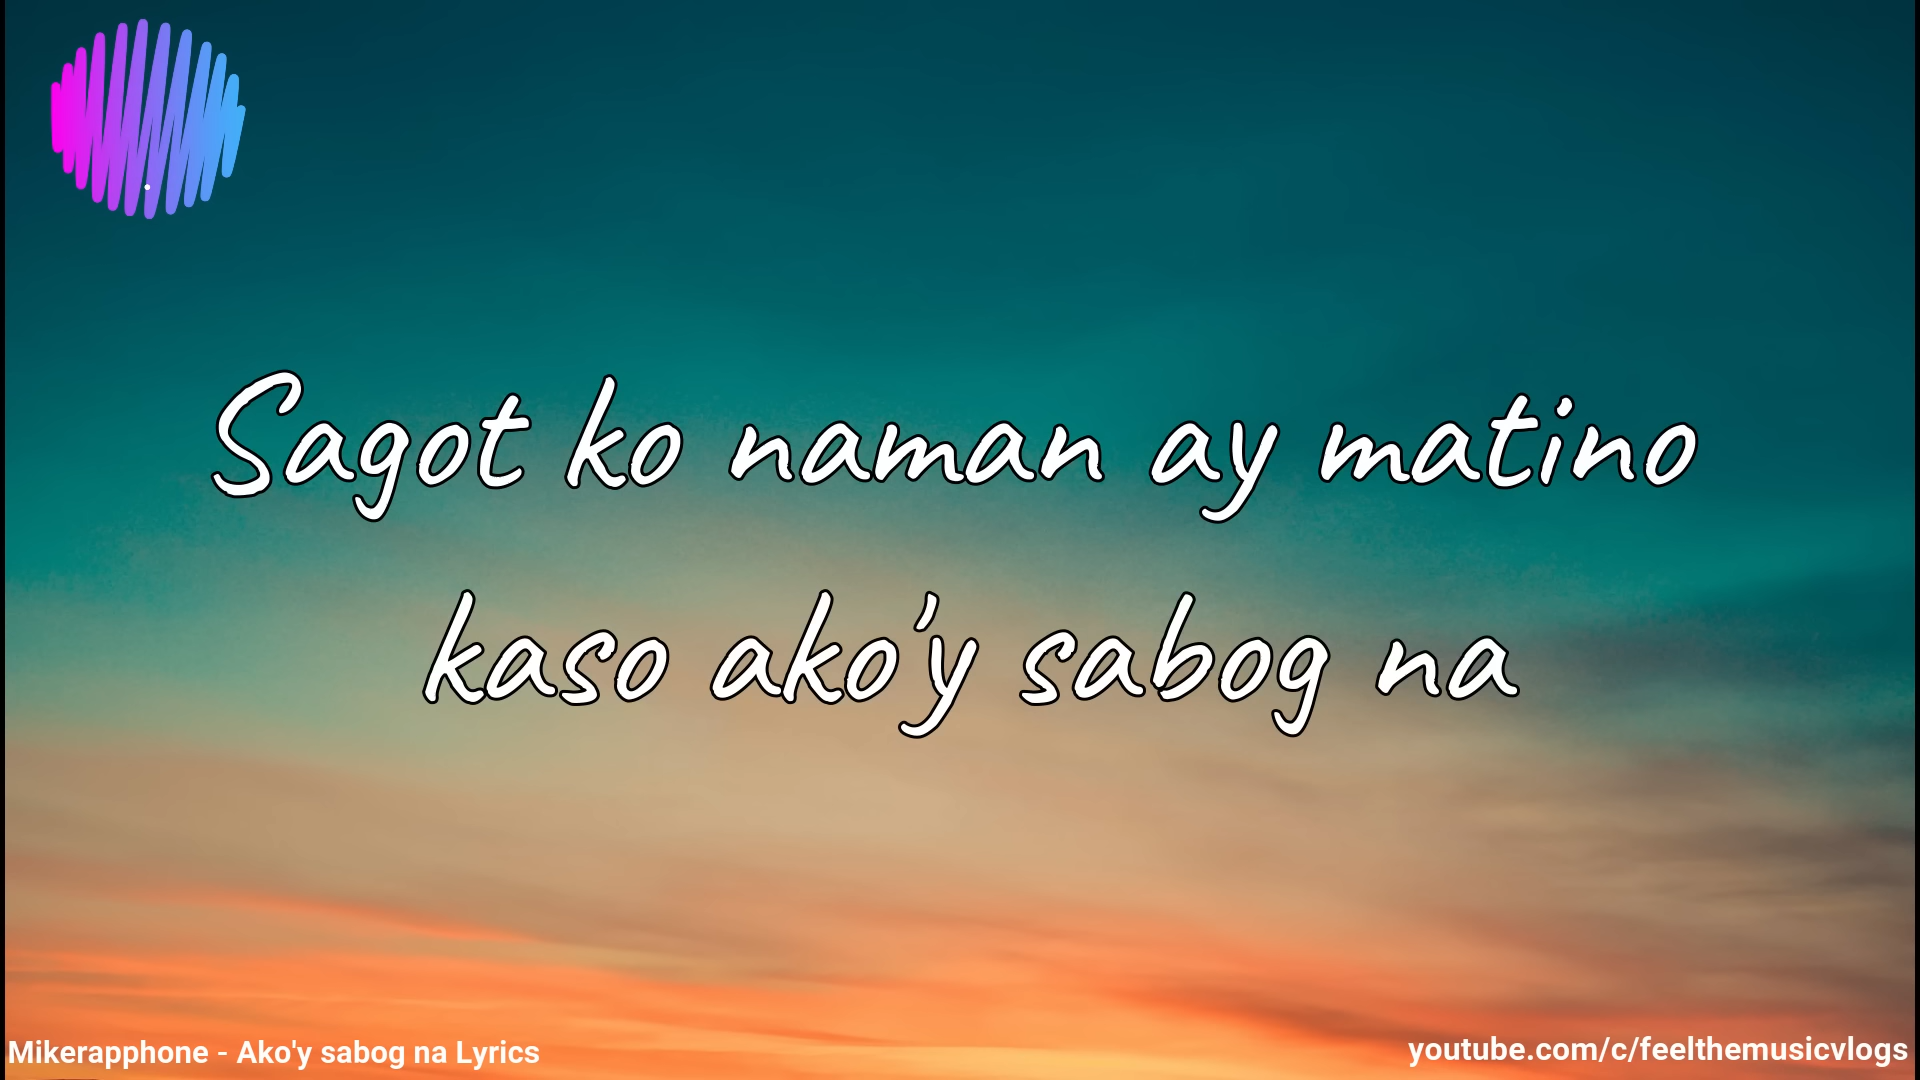 Sagot ko naman ay matino
kaso ako'y sabog na
Mikerapphone - Ako'y sabog na Lyrics
youtube.com/c/feelthemusicvlogs